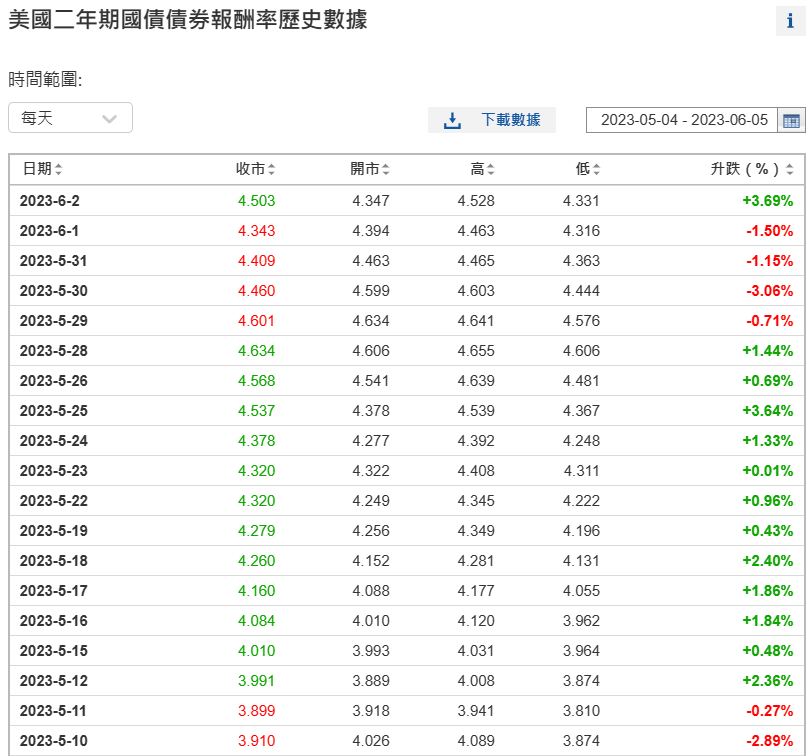 美國二年期國債債券報酬率歷史數據
時間範圍:
每天 下載數據 2023-05-04 - 2023-06-05
日期 收市 開市 高 低 升跌（%）
2023-6-2 4.503 4.347 4.528 4.331 +3.69%
2023-6-1 4.343 4.394 4.463 4.316 -1.50%
2023-5-31 4.409 4.463 4.465 4.363 -1.15%
2023-5-30 4.460 4.599 4.603 4.444 -3.06%
2023-5-29 4.601 4.634 4.641 4.576 -0.71%
2023-5-28 4.634 4.606 4.655 4.606 +1.44%
2023-5-26 4.568 4.541 4.639 4.481 +0.69%
2023-5-25 4.537 4.378 4.539 4.367 +3.64%
2023-5-24 4.378 4.277 4.392 4.248 +1.33%
2023-5-23 4.320 4.322 4.408 4.311 +0.01%
2023-5-22 4.320 4.249 4.345 4.222 +0.96%
2023-5-19 4.279 4.256 4.349 4.196 +0.43%
2023-5-18 4.260 4.152 4.281 4.131 +2.40%
2023-5-17 4.160 4.088 4.177 4.055 +1.86%
2023-5-16 4.084 4.010 4.120 3.962 +1.84%
2023-5-15 4.010 3.993 4.031 3.964 +0.48%
2023-5-12 3.991 3.889 4.008 3.874 +2.36%
2023-5-11 3.899 3.918 3.941 3.810 -0.27%
2023-5-10 3.910 4.026 4.089 3.874 -2.89%